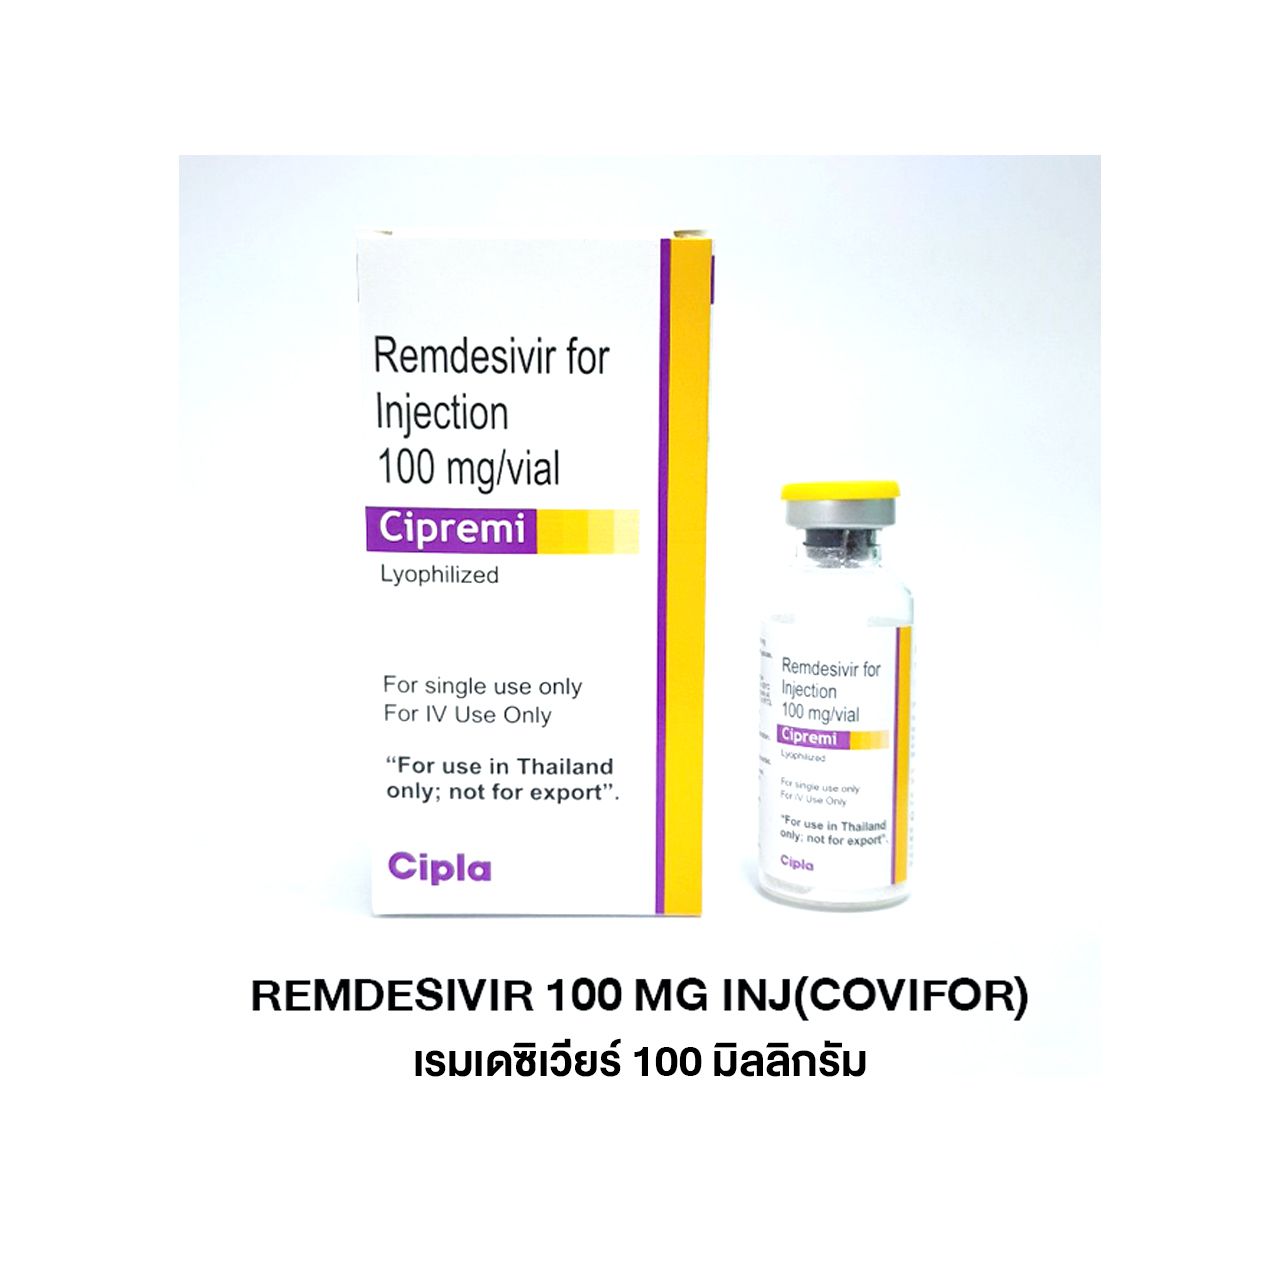 Remdesivir for
Injection
100 mg/vial
Cipremi
Lyophilized
For single use only
For IV Use Only
“For use in Thailand
only; not for export”.
Cipla
Remdesivir for
Injection
100 mg/vial
Cipremi
Lyophilized
For single use only
For IV Use Only
“For use in Thailand
only; not for export”.
Cipla
REMDESIVIR 100 MG INJ(COVIFOR)
เรมเดซิเวียร์ 100 มิลลิกรัม